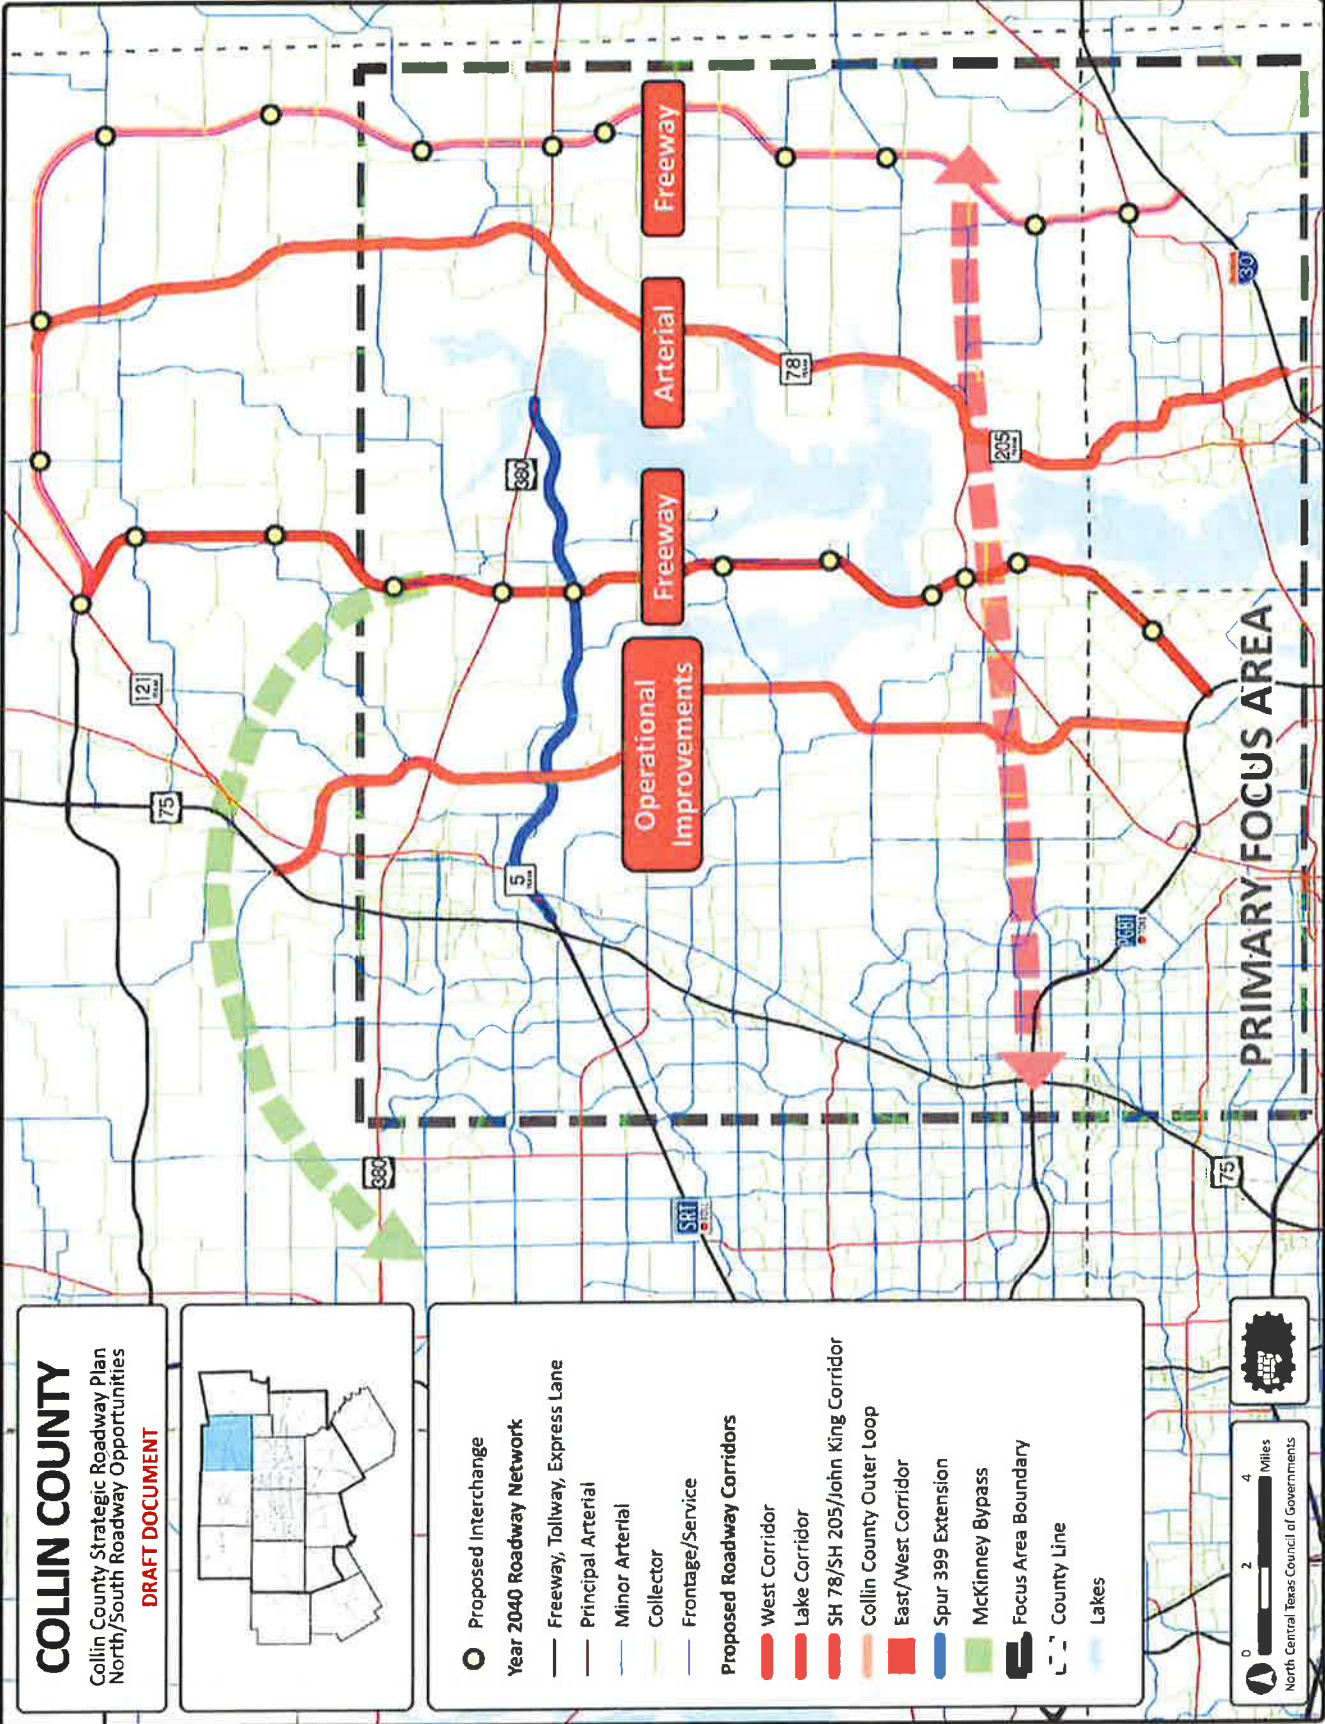 COLLIN COUNTY
Collin County Strategic Roadway Plan
North/South Roadway Opportunities
DRAFT DOCUMENT
Proposed Interchange
Year 2040 Roadway Network
Freeway, Tollway, Express Lane
Principal Arterial
Minor Arterial
Collector
Frontage/Service
Proposed Roadway Corridors
West Corridor
Lake Corridor
SH 78/SH 205/John King Corridor
Collin County Outer Loop
East/West Corridor
Spur 399 Extension
McKinney Bypass
Focus Area Boundary
County Line
Lakes
0 2 4
Miles
North Central Texas Council of Governments
121
75
380
5
380
SRT
Operational
Improvements
Freeway
Arterial
Freeway
78
205
30
PGBT
75
PRIMARY FOCUS AREA